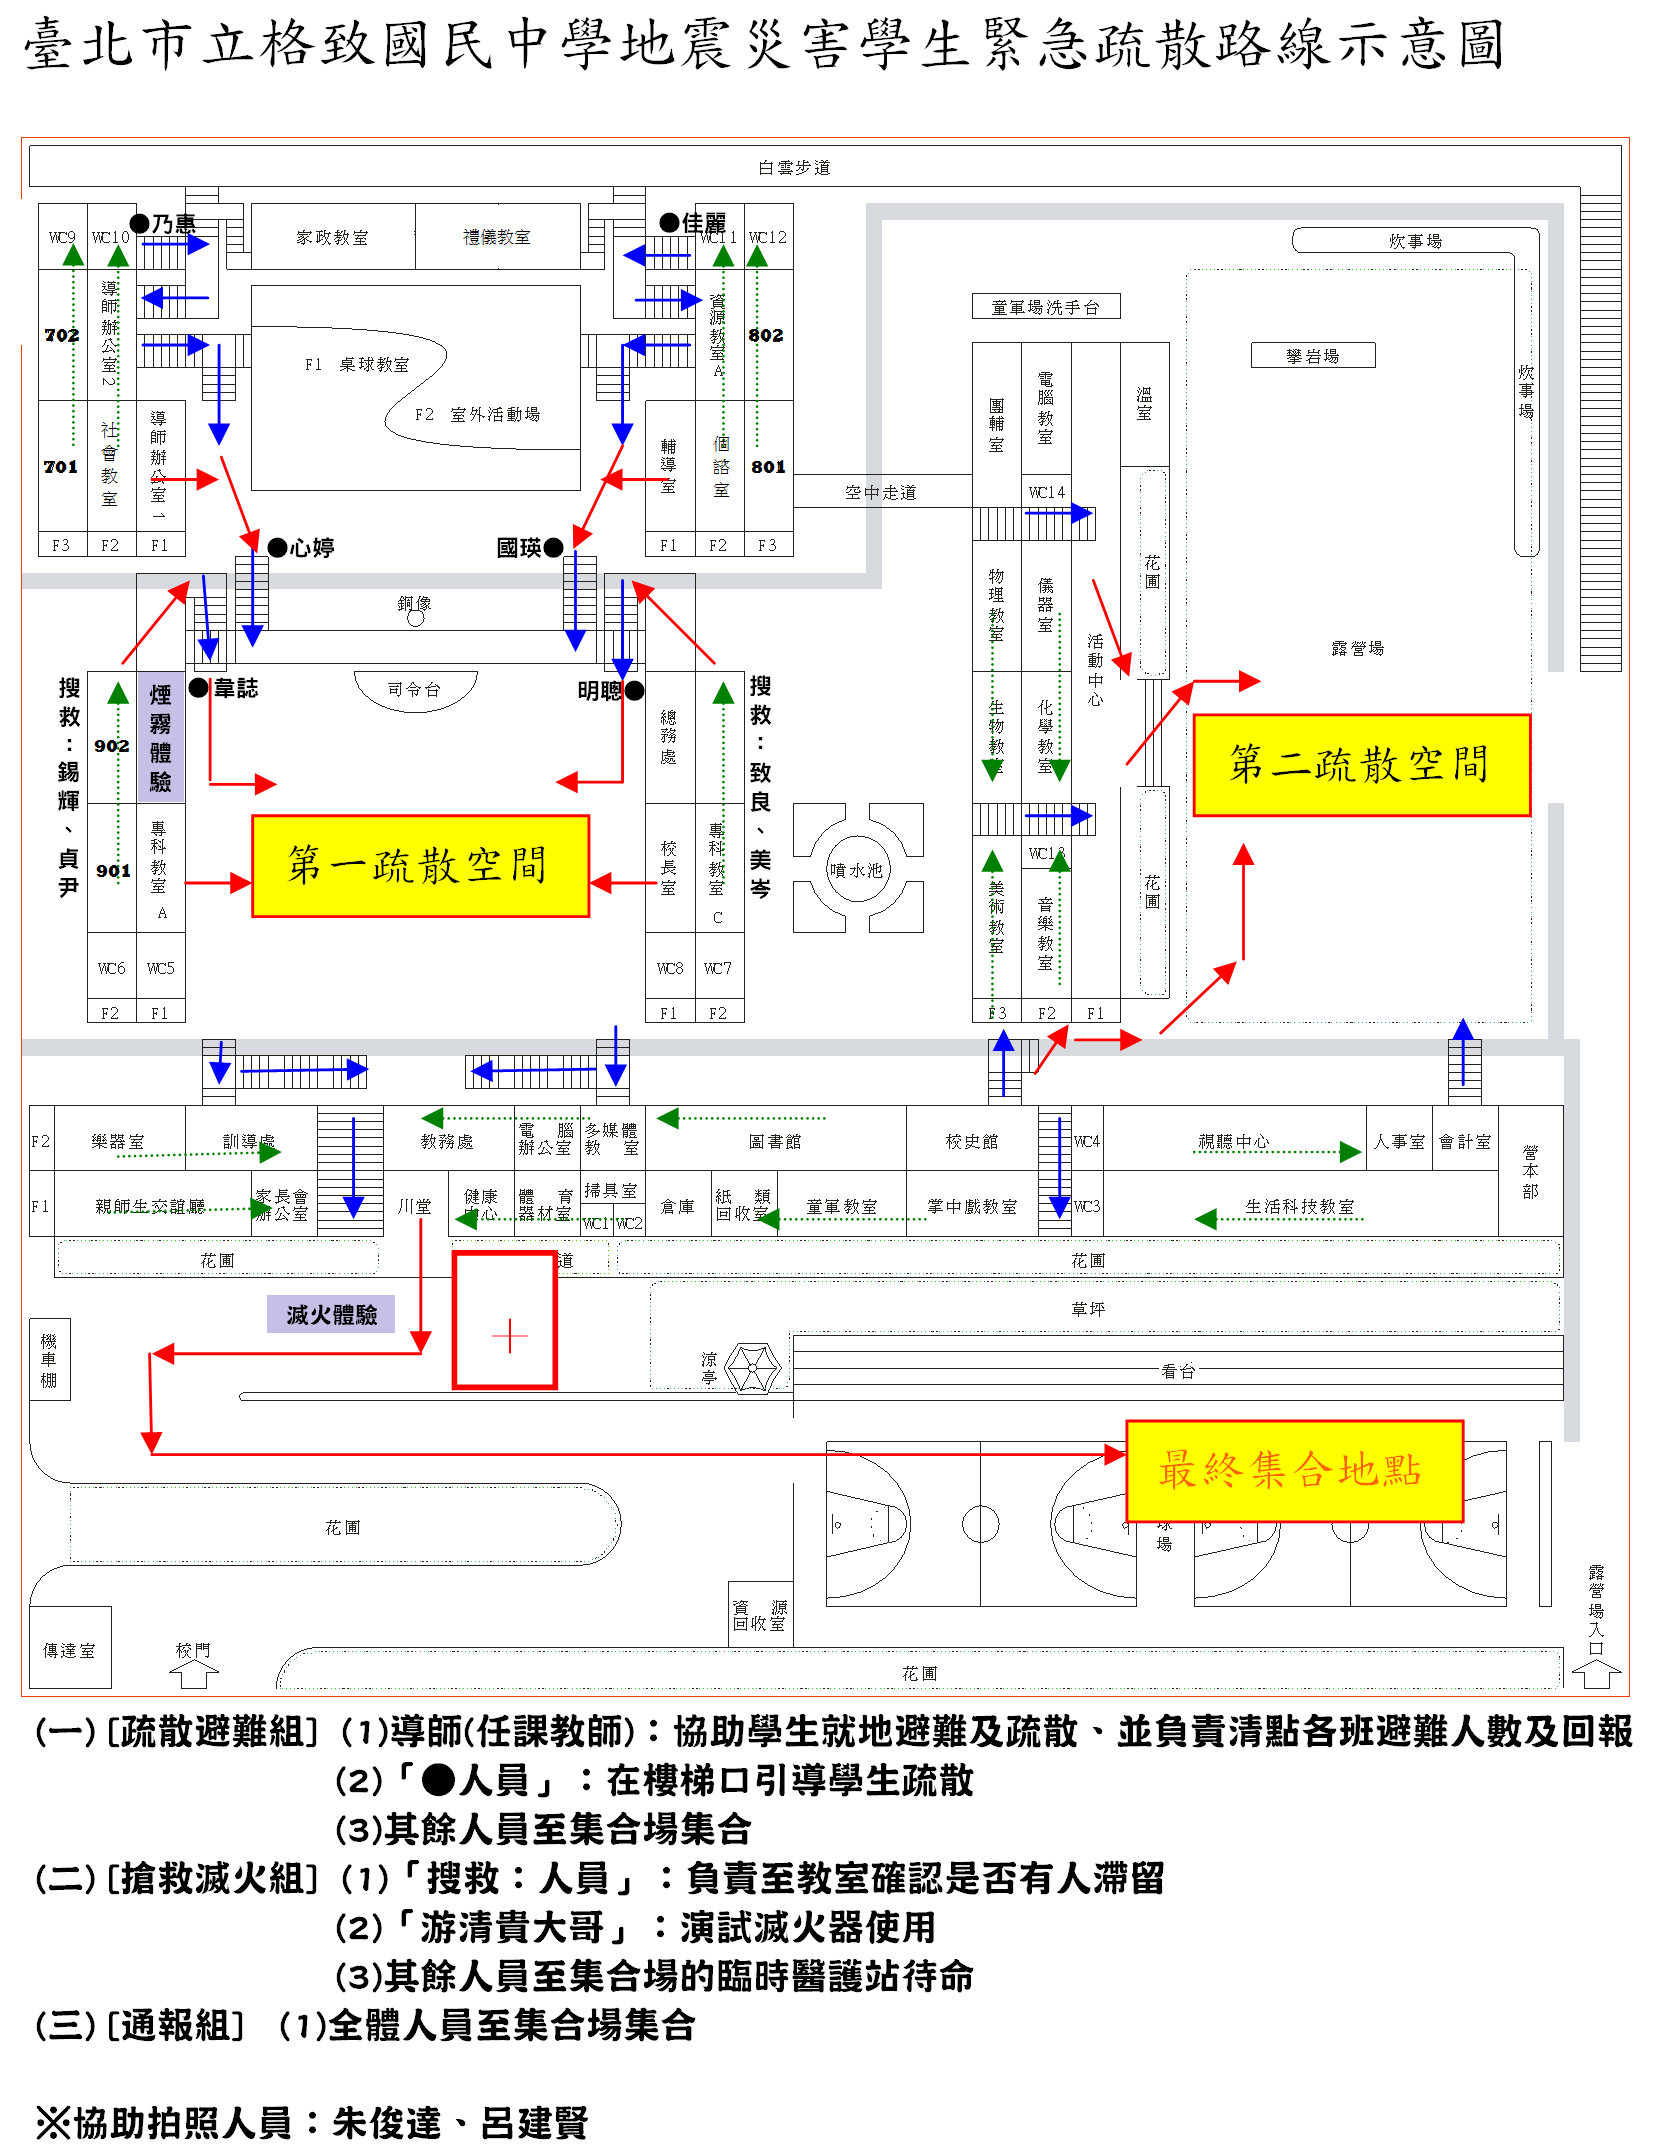 臺北市立格致國民中學地震災害學生緊急疏散路線示意圖
白雲步道
WC9
WC10
●乃惠
家政教室
禮儀教室
●佳麗
WC11
WC12
炊事場
702
導師辦公室2
F1 桌球教室
F2 室外活動場
資源教室A
802
童軍場洗手台
攀岩場
炊事場
701
社會教室
導師辦公室1
輔導室
個諮室
801
團輔室
電腦教室
溫室
空中走道
WC14
F3
F2
F1
●心婷
國瑛●
F1
F2
F3
銅像
物理教室
儀器室
活動中心
花圃
露營場
搜救:錫輝、貞尹
902
煙霧體驗
●韋誌
司令台
明聰●
總務處
搜救:致良、美岑
生物教室
化學教室
第二疏散空間
901
專科教室A
第一疏散空間
校長室
專科教室C
噴水池
WC13
美術教室
音樂教室
花圃
WC6
WC5
WC8
WC7
F2
F1
F1
F2
F3
F2
F1
F2
樂器室
訓導處
教務處
電腦辦公室
多媒體教室
圖書館
校史館
WC4
視聽中心
人事室
會計室
營本部
F1
親師生交誼廳
家長會辦公室
川堂
健康中心
體育器材室
掃具室
WC1
WC2
倉庫
紙類回收室
童軍教室
掌中戲教室
WC3
生活科技教室
花圃
道
花圃
滅火體驗
草坪
機車棚
涼亭
看台
最終集合地點
球場
花圃
資源回收室
露營場入口
傳達室
校門
花圃
(一)[疏散避難組] (1)導師(任課教師):協助學生就地避難及疏散、並負責清點各班避難人數及回報
(2)「●人員」:在樓梯口引導學生疏散
(3)其餘人員至集合場集合
(二)[搶救滅火組] (1)「搜救:人員」:負責至教室確認是否有人滯留
(2)「游清貴大哥」:演試滅火器使用
(3)其餘人員至集合場的臨時醫護站待命
(三)[通報組] (1)全體人員至集合場集合
※協助拍照人員:朱俊達、呂建賢